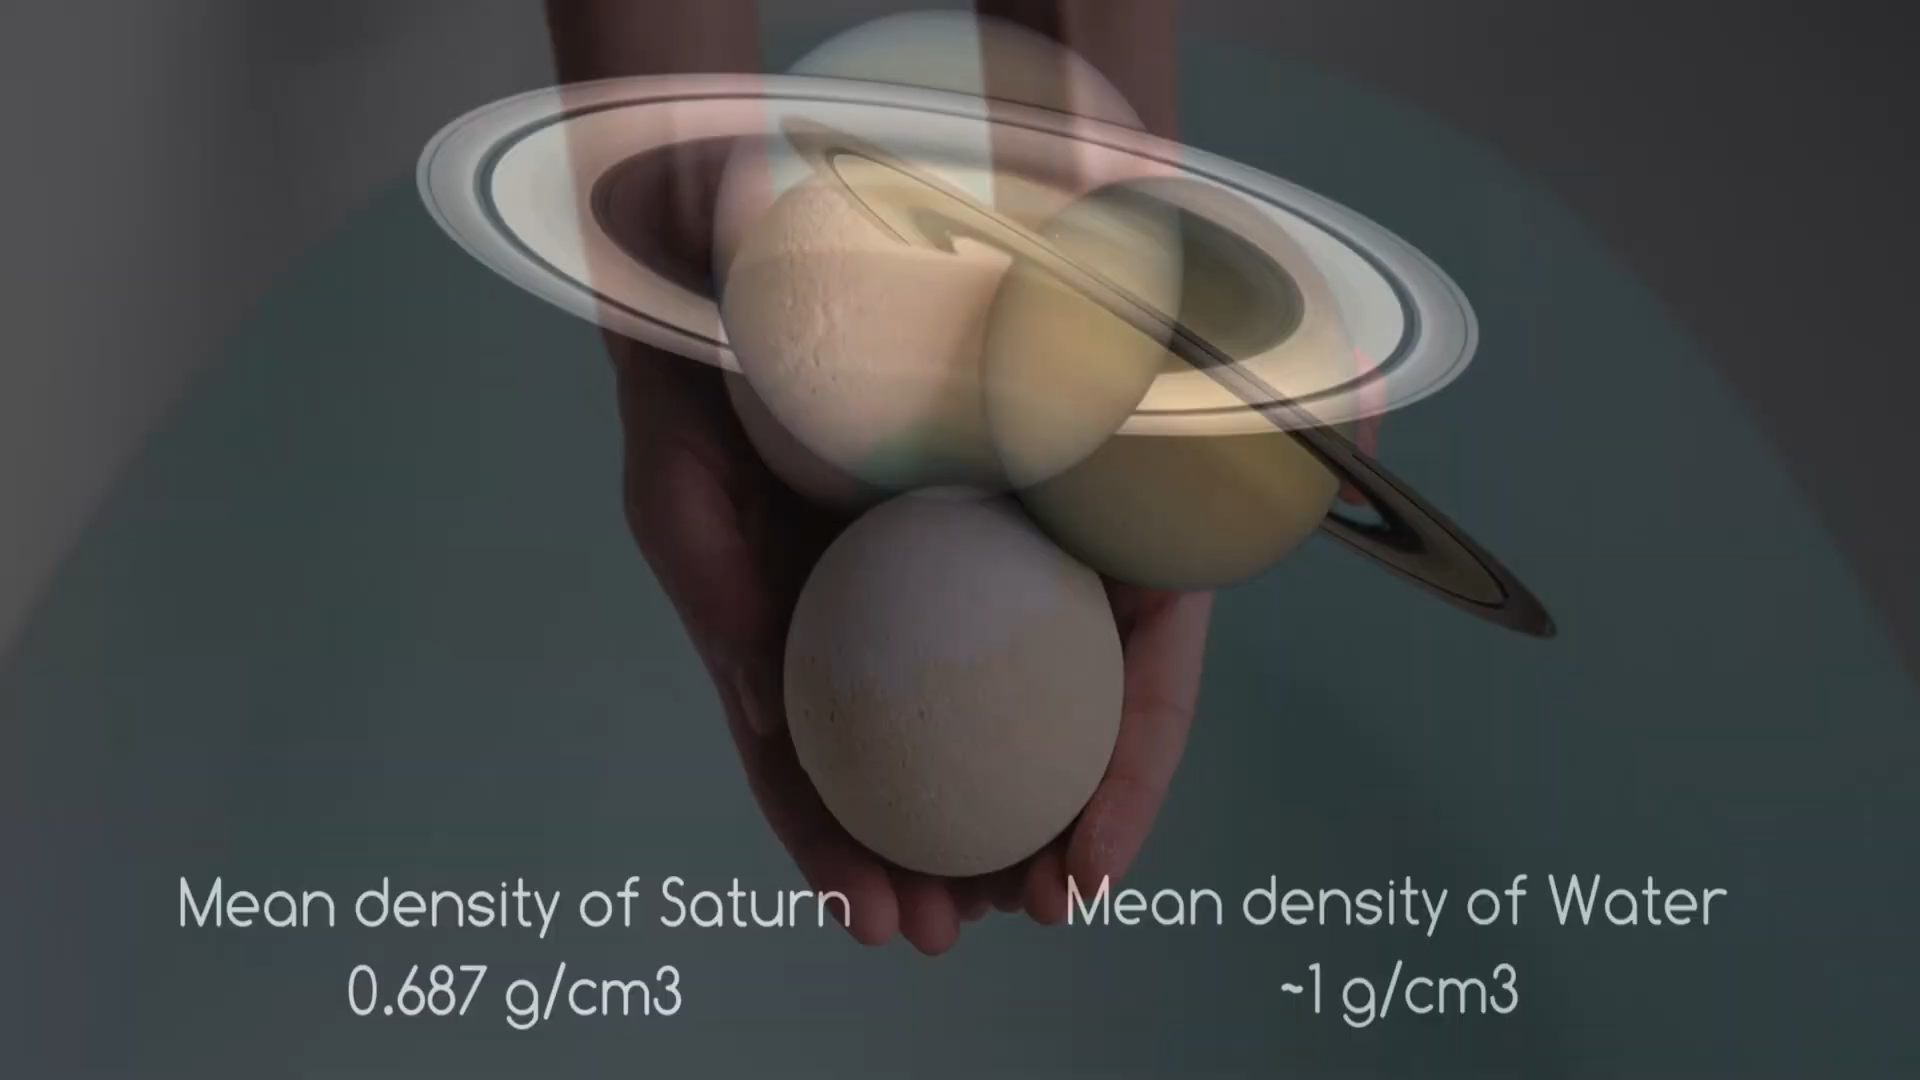 Mean density of Saturn
0.687 g/cm3
Mean density of Water
~1 g/cm3